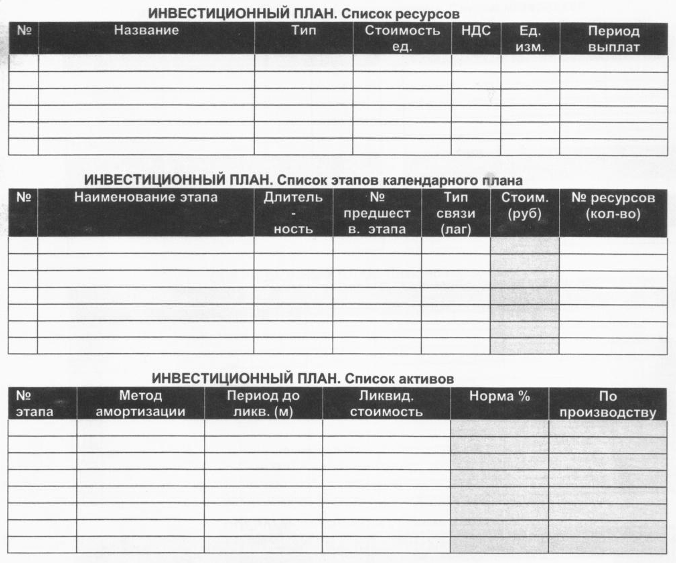 ИНВЕСТИЦИОННЫЙ ПЛАН. Список ресурсов
№ Название Тип Стоимость НДС Ед. Период
ед. изм. выплат
ИНВЕСТИЦИОННЫЙ ПЛАН. Список этапов календарного плана
№ Наименование этапа Длитель № Тип Стоим. № ресурсов
- предшест связи (руб) (кол-во)
ность в. этапа (лаг)
ИНВЕСТИЦИОННЫЙ ПЛАН. Список активов
№ Метод Период до Ликвид. Норма % По
этапа амортизации ликв. (м) стоимость производству